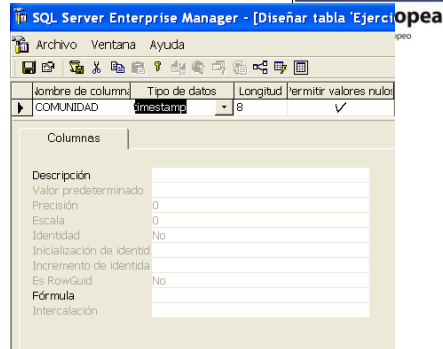 SQL Server Enterprise Manager - [Diseñar tabla 'Ejerci
opea
opeo
Archivo Ventana Ayuda
Nombre de columna Tipo de datos Longitud Permitir valores nulos
COMUNIDAD timestamp 8
Columnas
Descripción
Valor predeterminado
Precisión 0
Escala 0
Identidad No
Inicialización de identid
Incremento de identida
Es RowGuid No
Fórmula
Intercalación